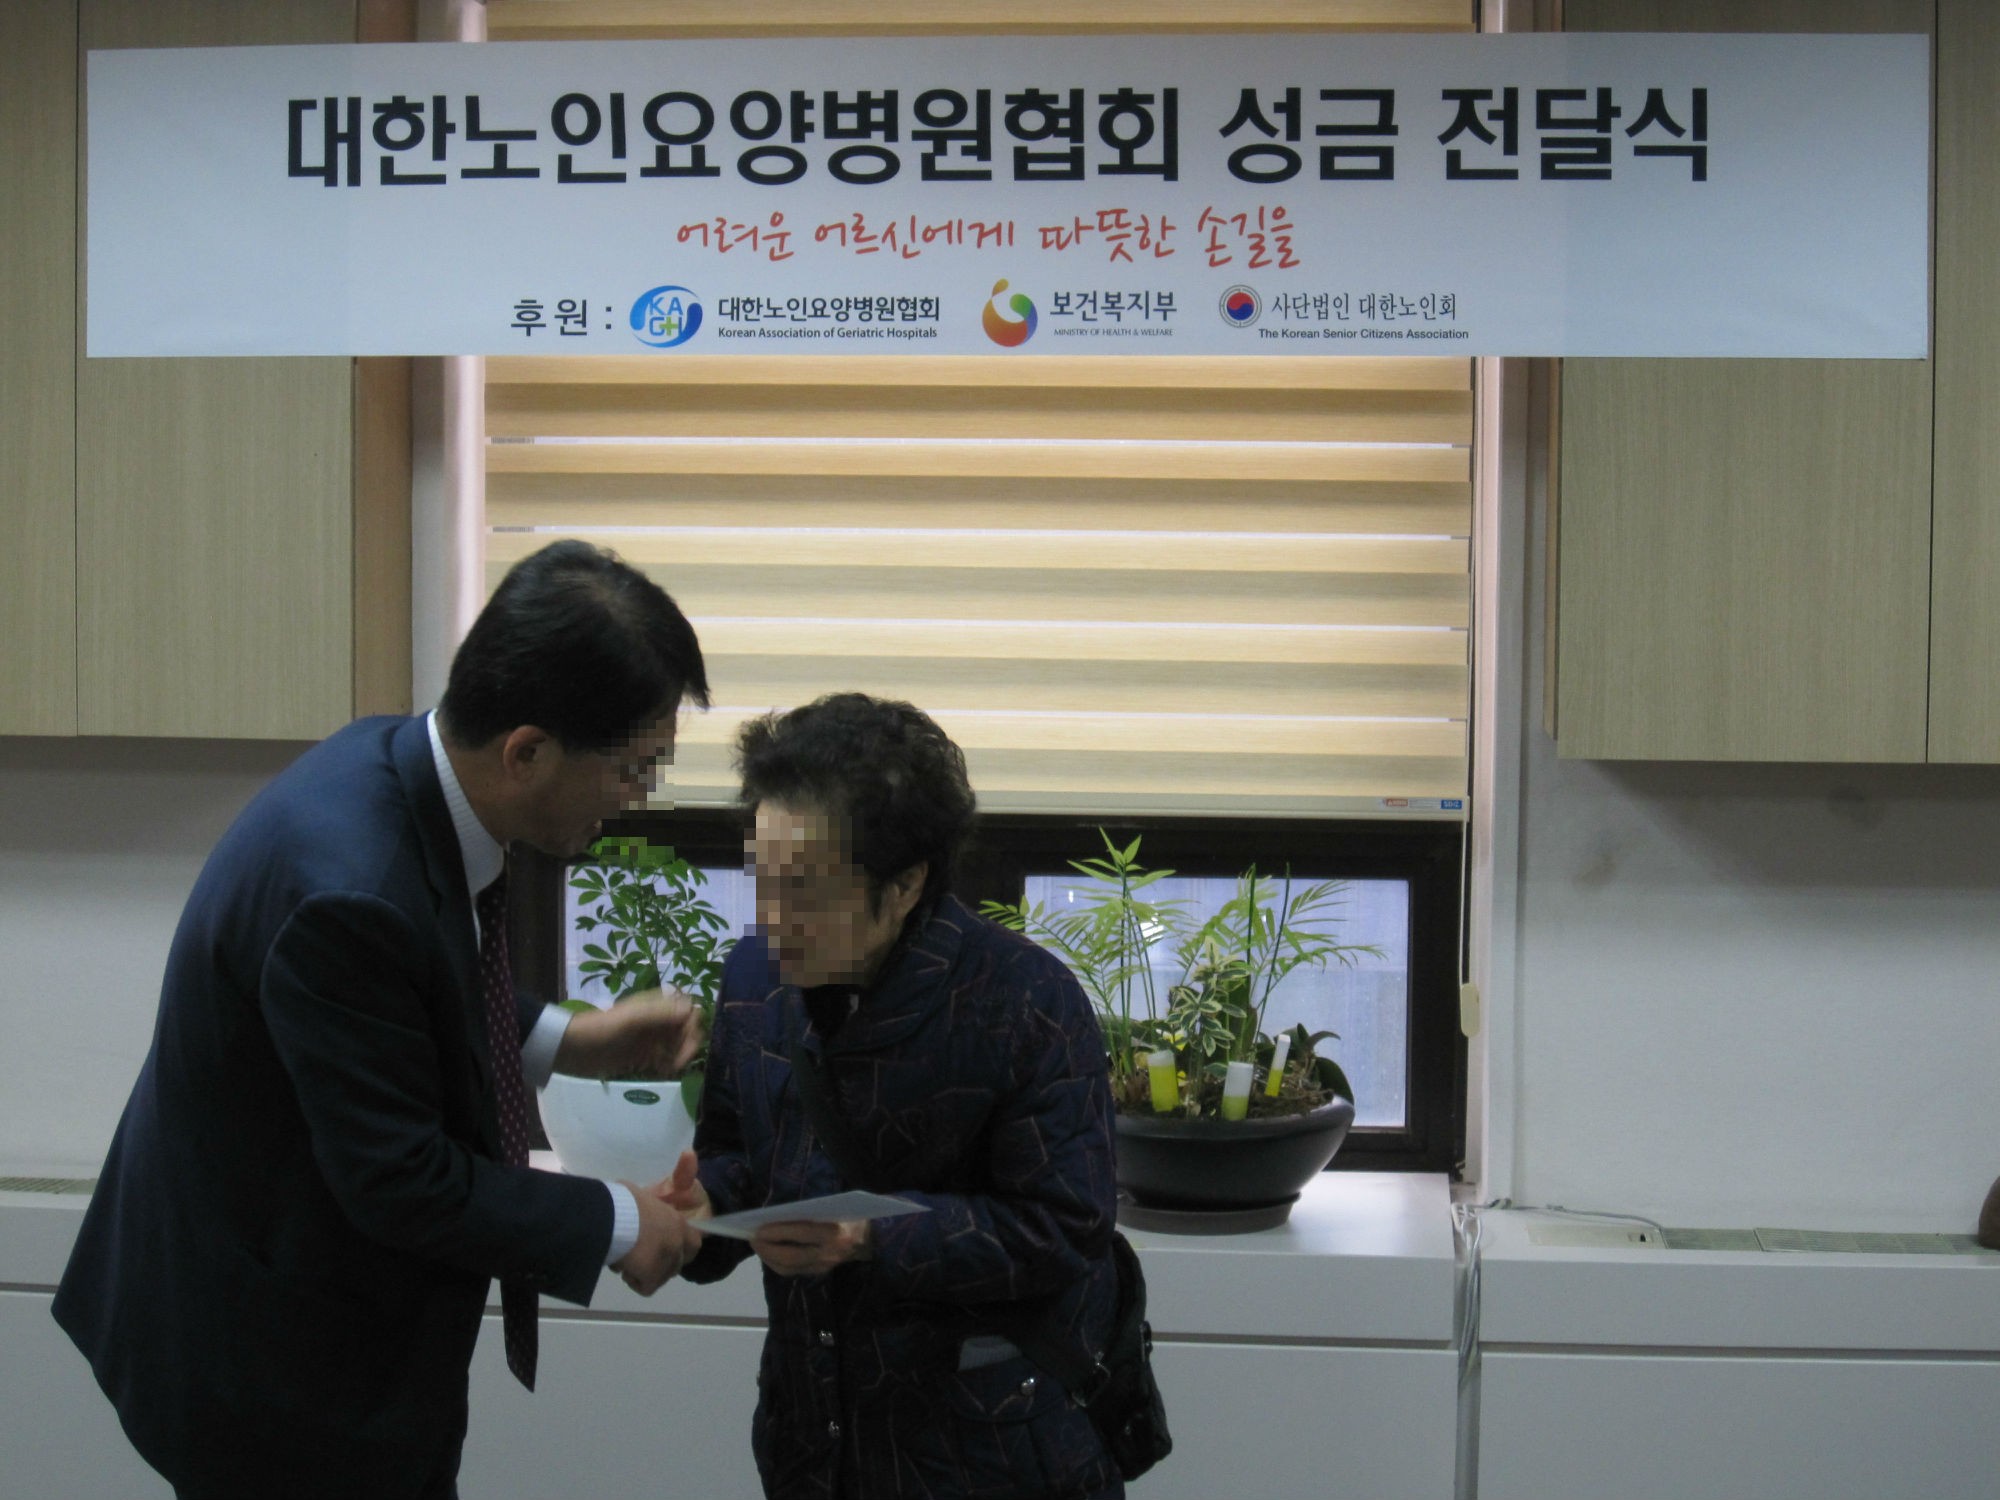 대한노인요양병원협회 성금 전달식
어려운 어르신에게 따뜻한 손길을
후원 : KAGH 대한노인요양병원협회 보건복지부 사단법인 대한노인회
Korean Association of Geriatric Hospitals MINISTRY OF HEALTH & WELFARE The Korean Senior Citizens Association